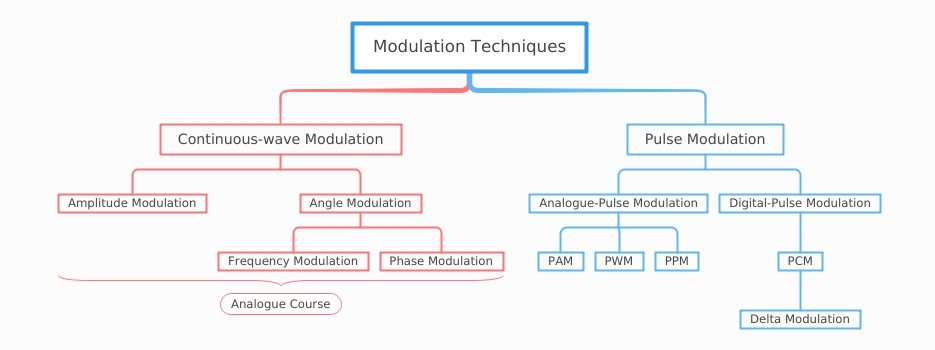 Modulation Techniques
Continuous-wave Modulation
Pulse Modulation
Amplitude Modulation
Angle Modulation
Analogue-Pulse Modulation
Digital-Pulse Modulation
Frequency Modulation
Phase Modulation
PAM
PWM
PPM
PCM
Analogue Course
Delta Modulation